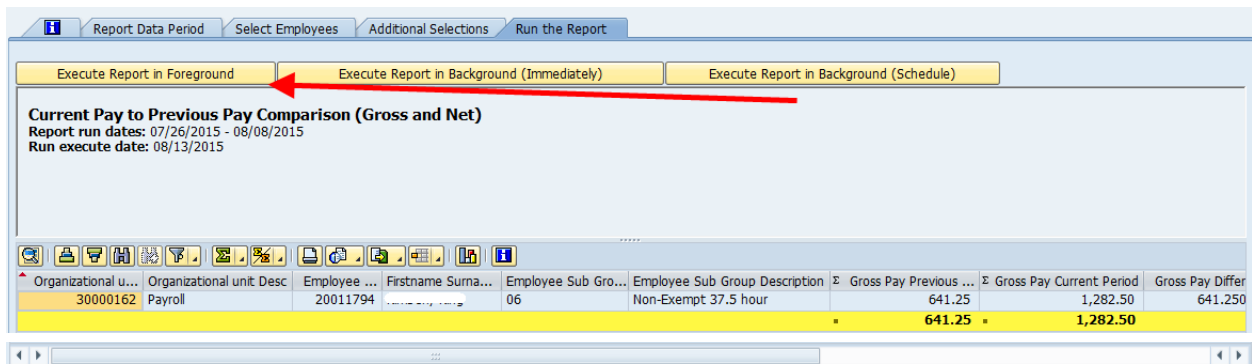 Report Data Period Select Employees Additional Selections Run the Report
Execute Report in Foreground Execute Report in Background (Immediately) Execute Report in Background (Schedule)
Current Pay to Previous Pay Comparison (Gross and Net)
Report run dates: 07/26/2015 - 08/08/2015
Run execute date: 08/13/2015
Organizational u... Organizational unit Desc Employee ... Firstname Surna... Employee Sub Gro... Employee Sub Group Description Σ Gross Pay Previous ... Σ Gross Pay Current Period Gross Pay Differ
30000162 Payroll 20011794 06 Non-Exempt 37.5 hour 641.25 1,282.50 641.250
641.25 1,282.50